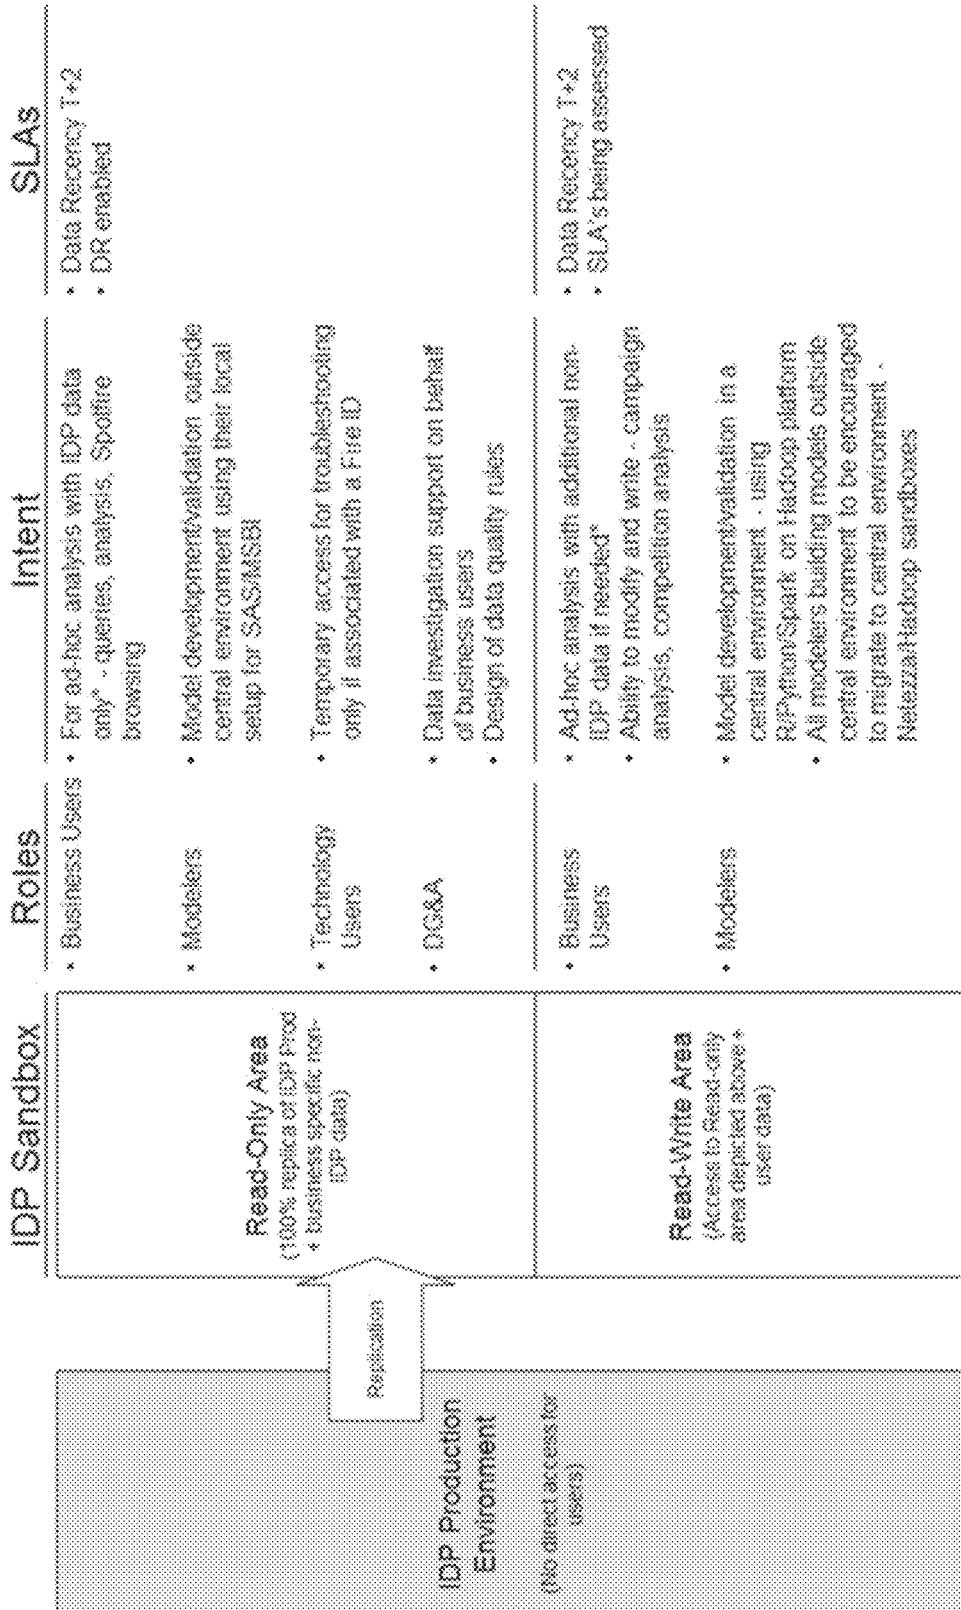 IDP Sandbox
Roles
Intent
SLAs
IDP Production
Environment
(No direct access for
users)
Replication
Read-Only Area
(100% replica of IDP Prod
+ business specific non-
IDP data)
• Business Users
• For ad-hoc analysis with IDP data
only* - queries, analysis, Spotfire
browsing
• Data Recency T+2
• DR enabled
• Modelers
• Model development/validation outside
central environment using their local
setup for SAS/MSBI
• Technology
Users
• Temporary access for troubleshooting
only if associated with a Fire ID
• DG&A
• Data investigation support on behalf
of business users
• Design of data quality rules
Read-Write Area
(Access to Read-only
area depicted above +
user data)
• Business
Users
• Ad-hoc analysis with additional non-
IDP data if needed*
• Ability to modify and write - campaign
analysis, competition analysis
• Data Recency T+2
• SLA's being assessed
• Modelers
• Model development/validation in a
central environment - using
R/Python/Spark on Hadoop platform
• All modelers building models outside
central environment to be encouraged
to migrate to central environment -
Netezza/Hadoop sandboxes